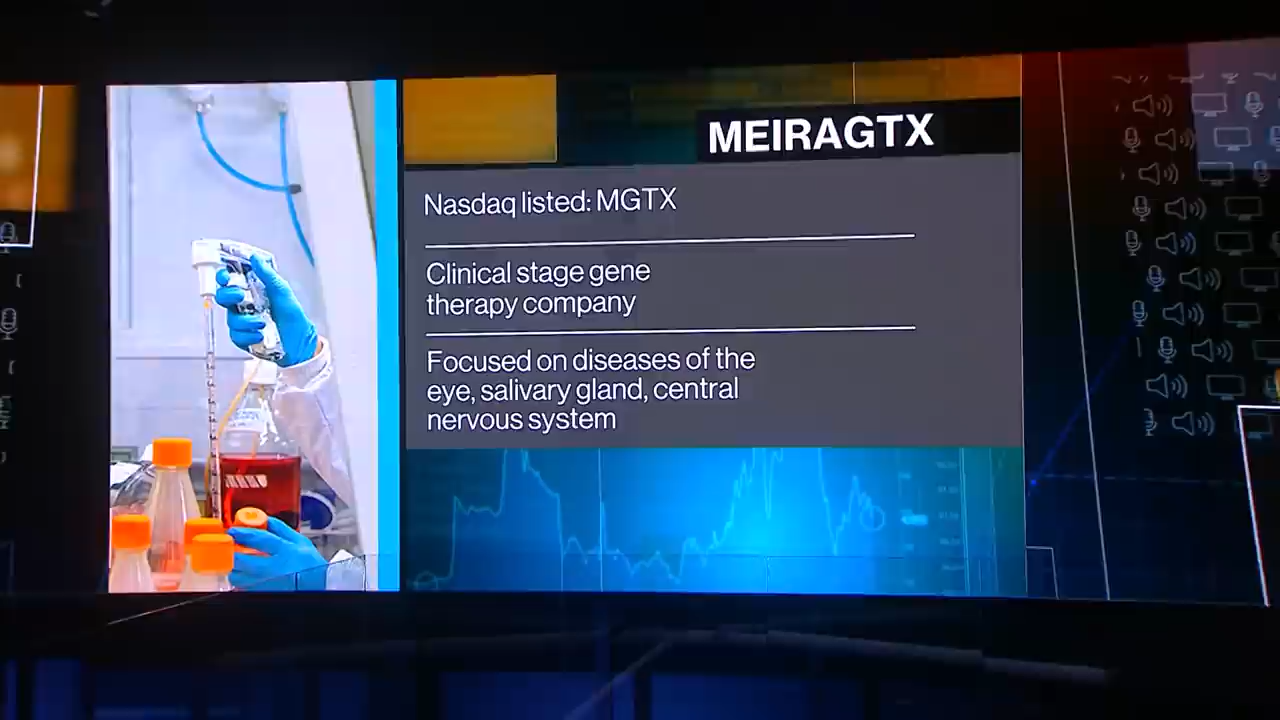 MEIRAGTX
Nasdaq listed: MGTX
Clinical stage gene
therapy company
Focused on diseases of the
eye, salivary gland, central
nervous system